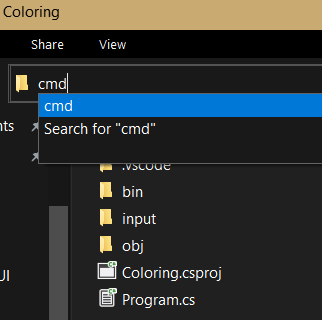 Coloring
Share View
cmd
cmd
Search for "cmd"
.vscode
bin
input
obj
Coloring.csproj
Program.cs